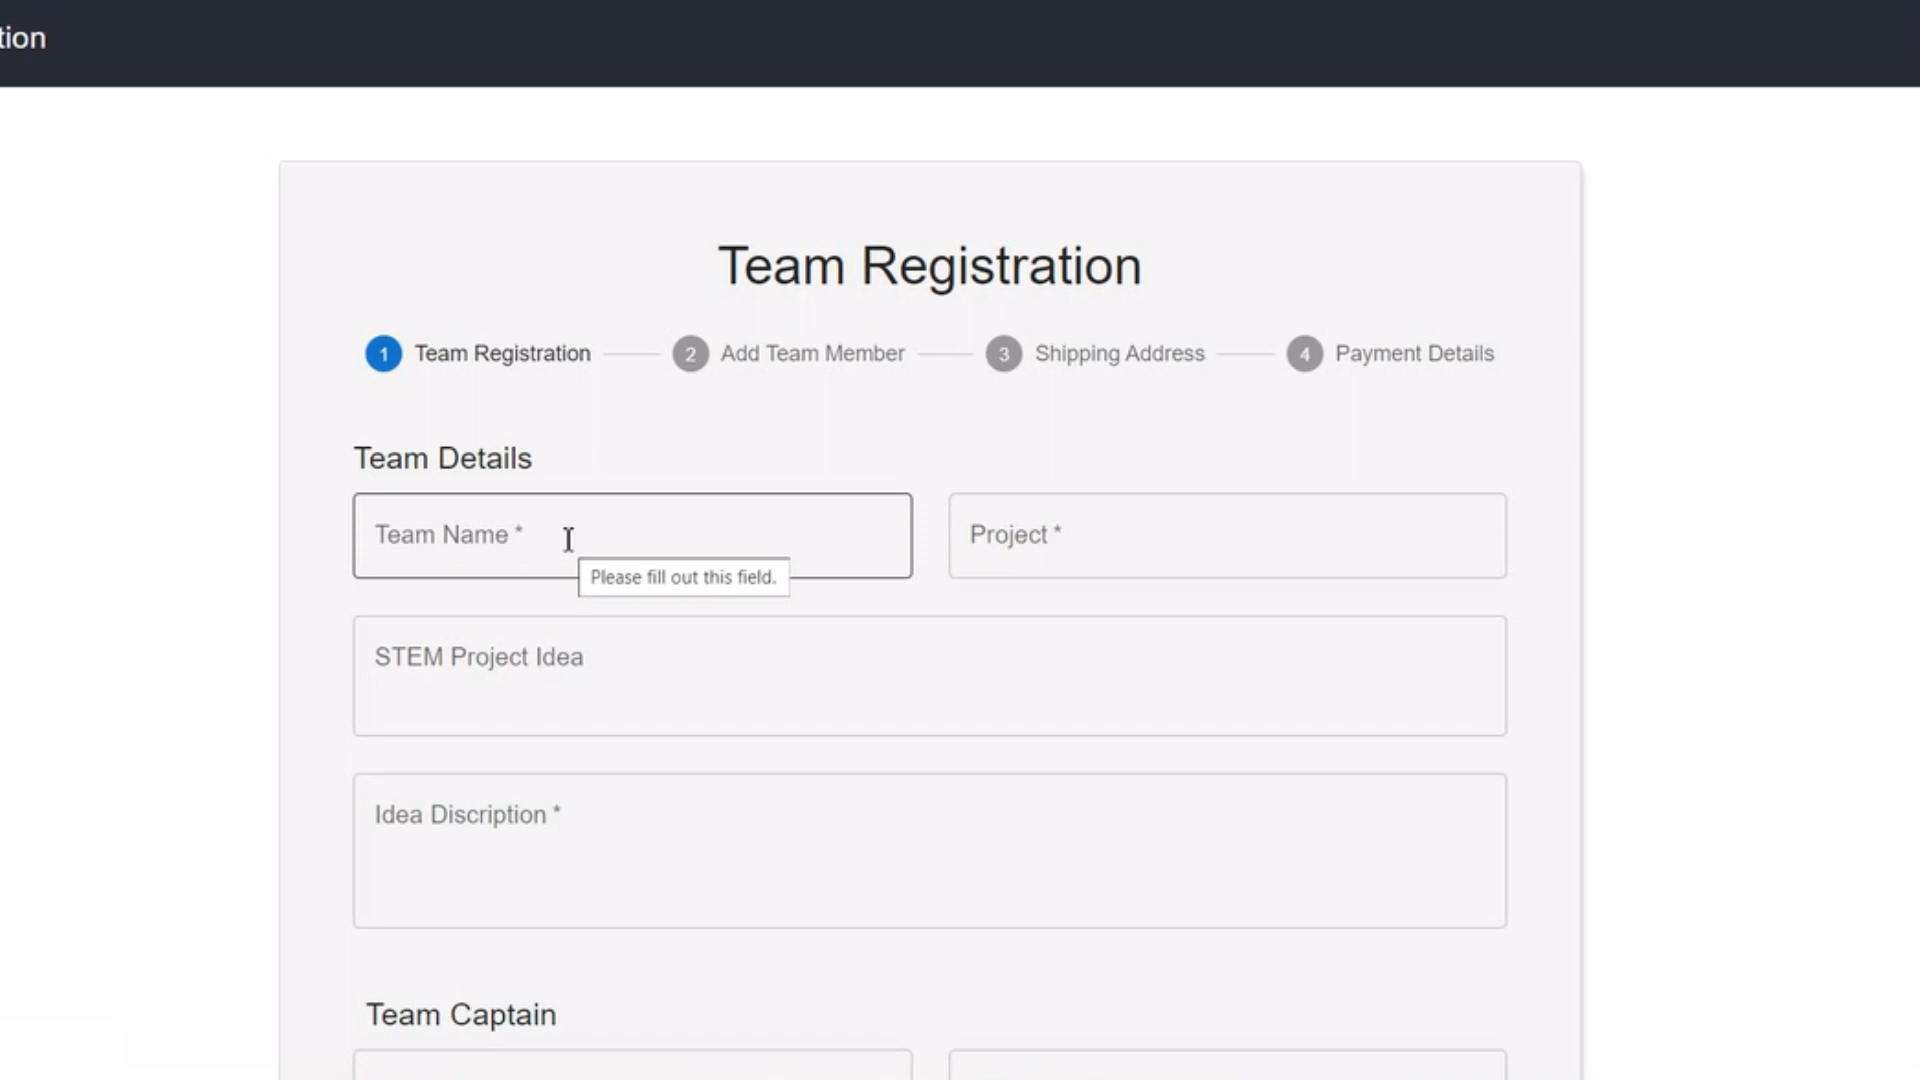 tion
Team Registration
1 Team Registration 2 Add Team Member 3 Shipping Address 4 Payment Details
Team Details
Team Name * Project *
Please fill out this field.
STEM Project Idea
Idea Discription *
Team Captain